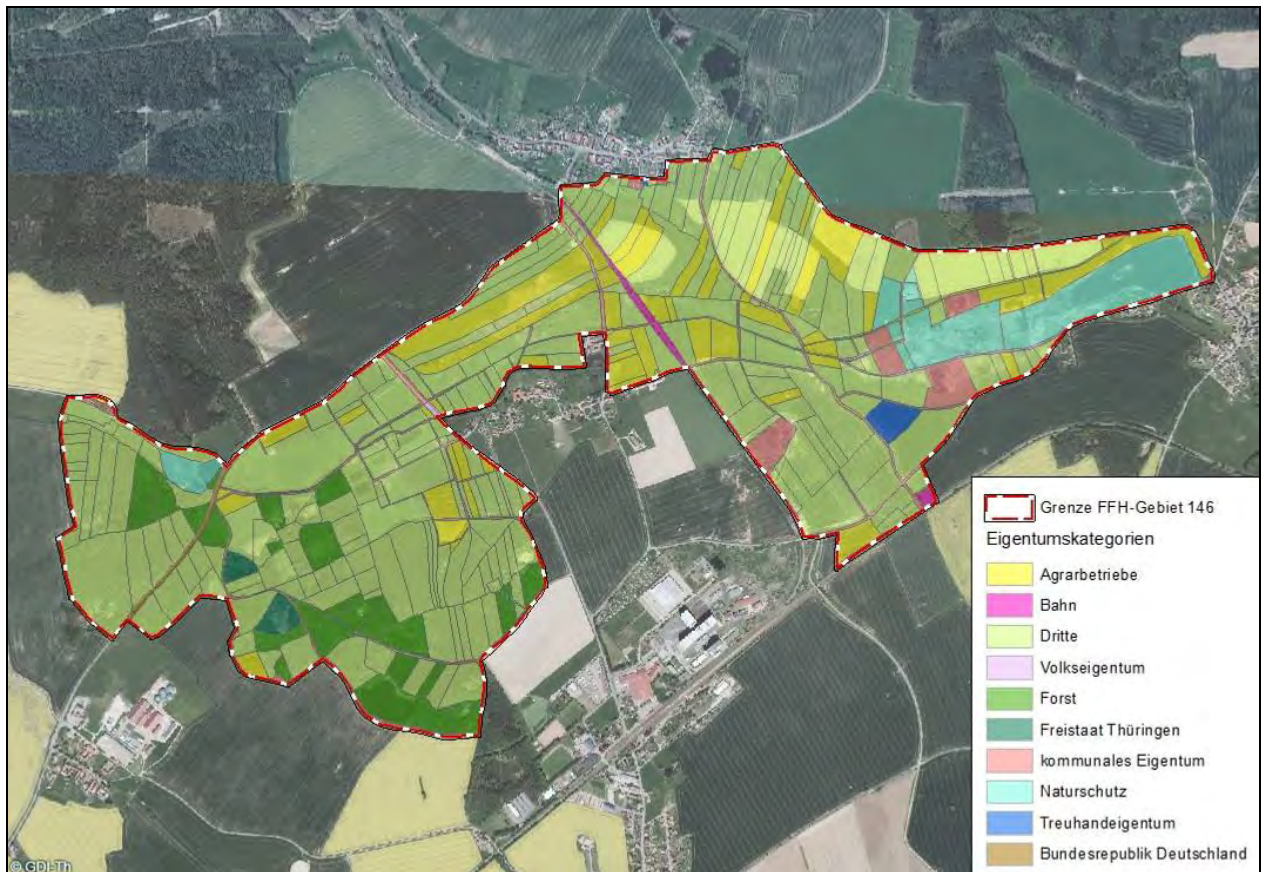 Grenze FFH-Gebiet 146
Eigentumskategorien
Agrarbetriebe
Bahn
Dritte
Volkseigentum
Forst
Freistaat Thüringen
kommunales Eigentum
Naturschutz
Treuhandeigentum
Bundesrepublik Deutschland
© GDI-Th